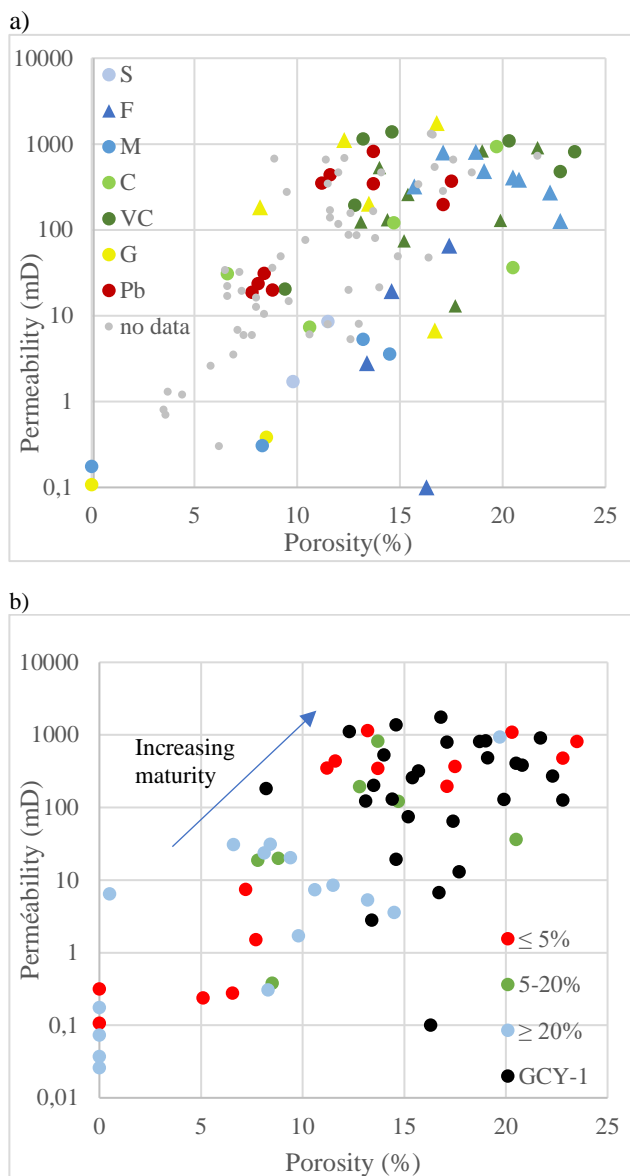 a)
10000
1000
100
10
1
0,1
Permeability (mD)
S
F
M
C
VC
G
Pb
no data
0
5
10
15
20
25
Porosity(%)
b)
10000
1000
100
10
1
0,1
0,01
Perméability (mD)
Increasing
maturity
≤ 5%
5-20%
≥ 20%
GCY-1
0
5
10
15
20
25
Porosity (%)